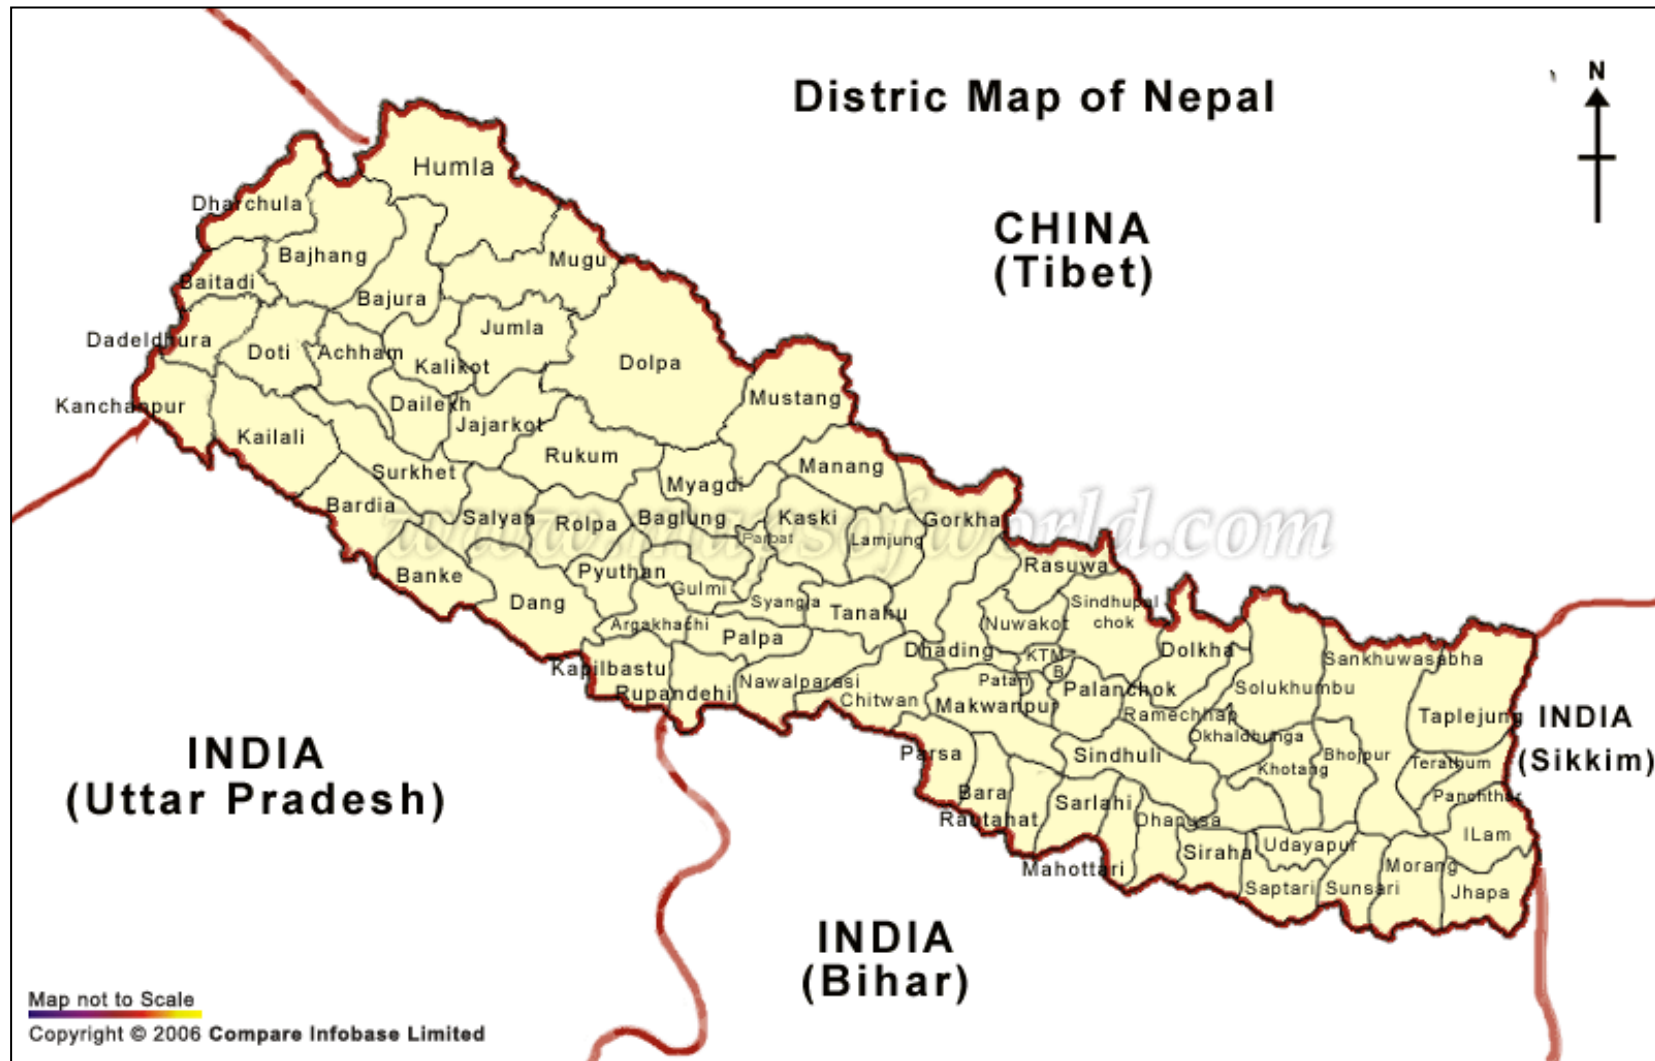 Distric Map of Nepal
N
Humla
CHINA
(Tibet)
Dharchula
Bajhang
Mugu
Baitadi
Bajura
Jumla
Dadeldhura
Doti
Achham
Kalikot
Dolpa
Mustang
Kanchanpur
Dailekh
Jajarkot
Kailali
Rukum
Manang
Surkhet
Myagdi
Bardia
Salyan
Rolpa
Baglung
Kaski
Gorkha
www.mapsofworld.com
Parbat
Lamjung
Banke
Pyuthan
Rasuwa
Gulmi
Dang
Syangja
Tanahu
Sindhupal
chok
Argakhachi
Palpa
Nuwakot
Kapilbastu
Dhading
KTM
B
Dolkha
Sankhuwasabha
Rupandehi
Nawalparasi
Chitwan
Patan
Palanchok
Solukhumbu
Makwanpur
Ramechhap
Taplejung
INDIA
(Sikkim)
Okhaldhunga
INDIA
(Uttar Pradesh)
Parsa
Sindhuli
Khotang
Bhojpur
Terathum
Bara
Sarlahi
Panchthar
Rautahat
Dhanusa
ILam
Siraha
Udayapur
Mahottari
Morang
Saptari
Sunsari
Jhapa
INDIA
(Bihar)
Map not to Scale
Copyright © 2006 Compare Infobase Limited